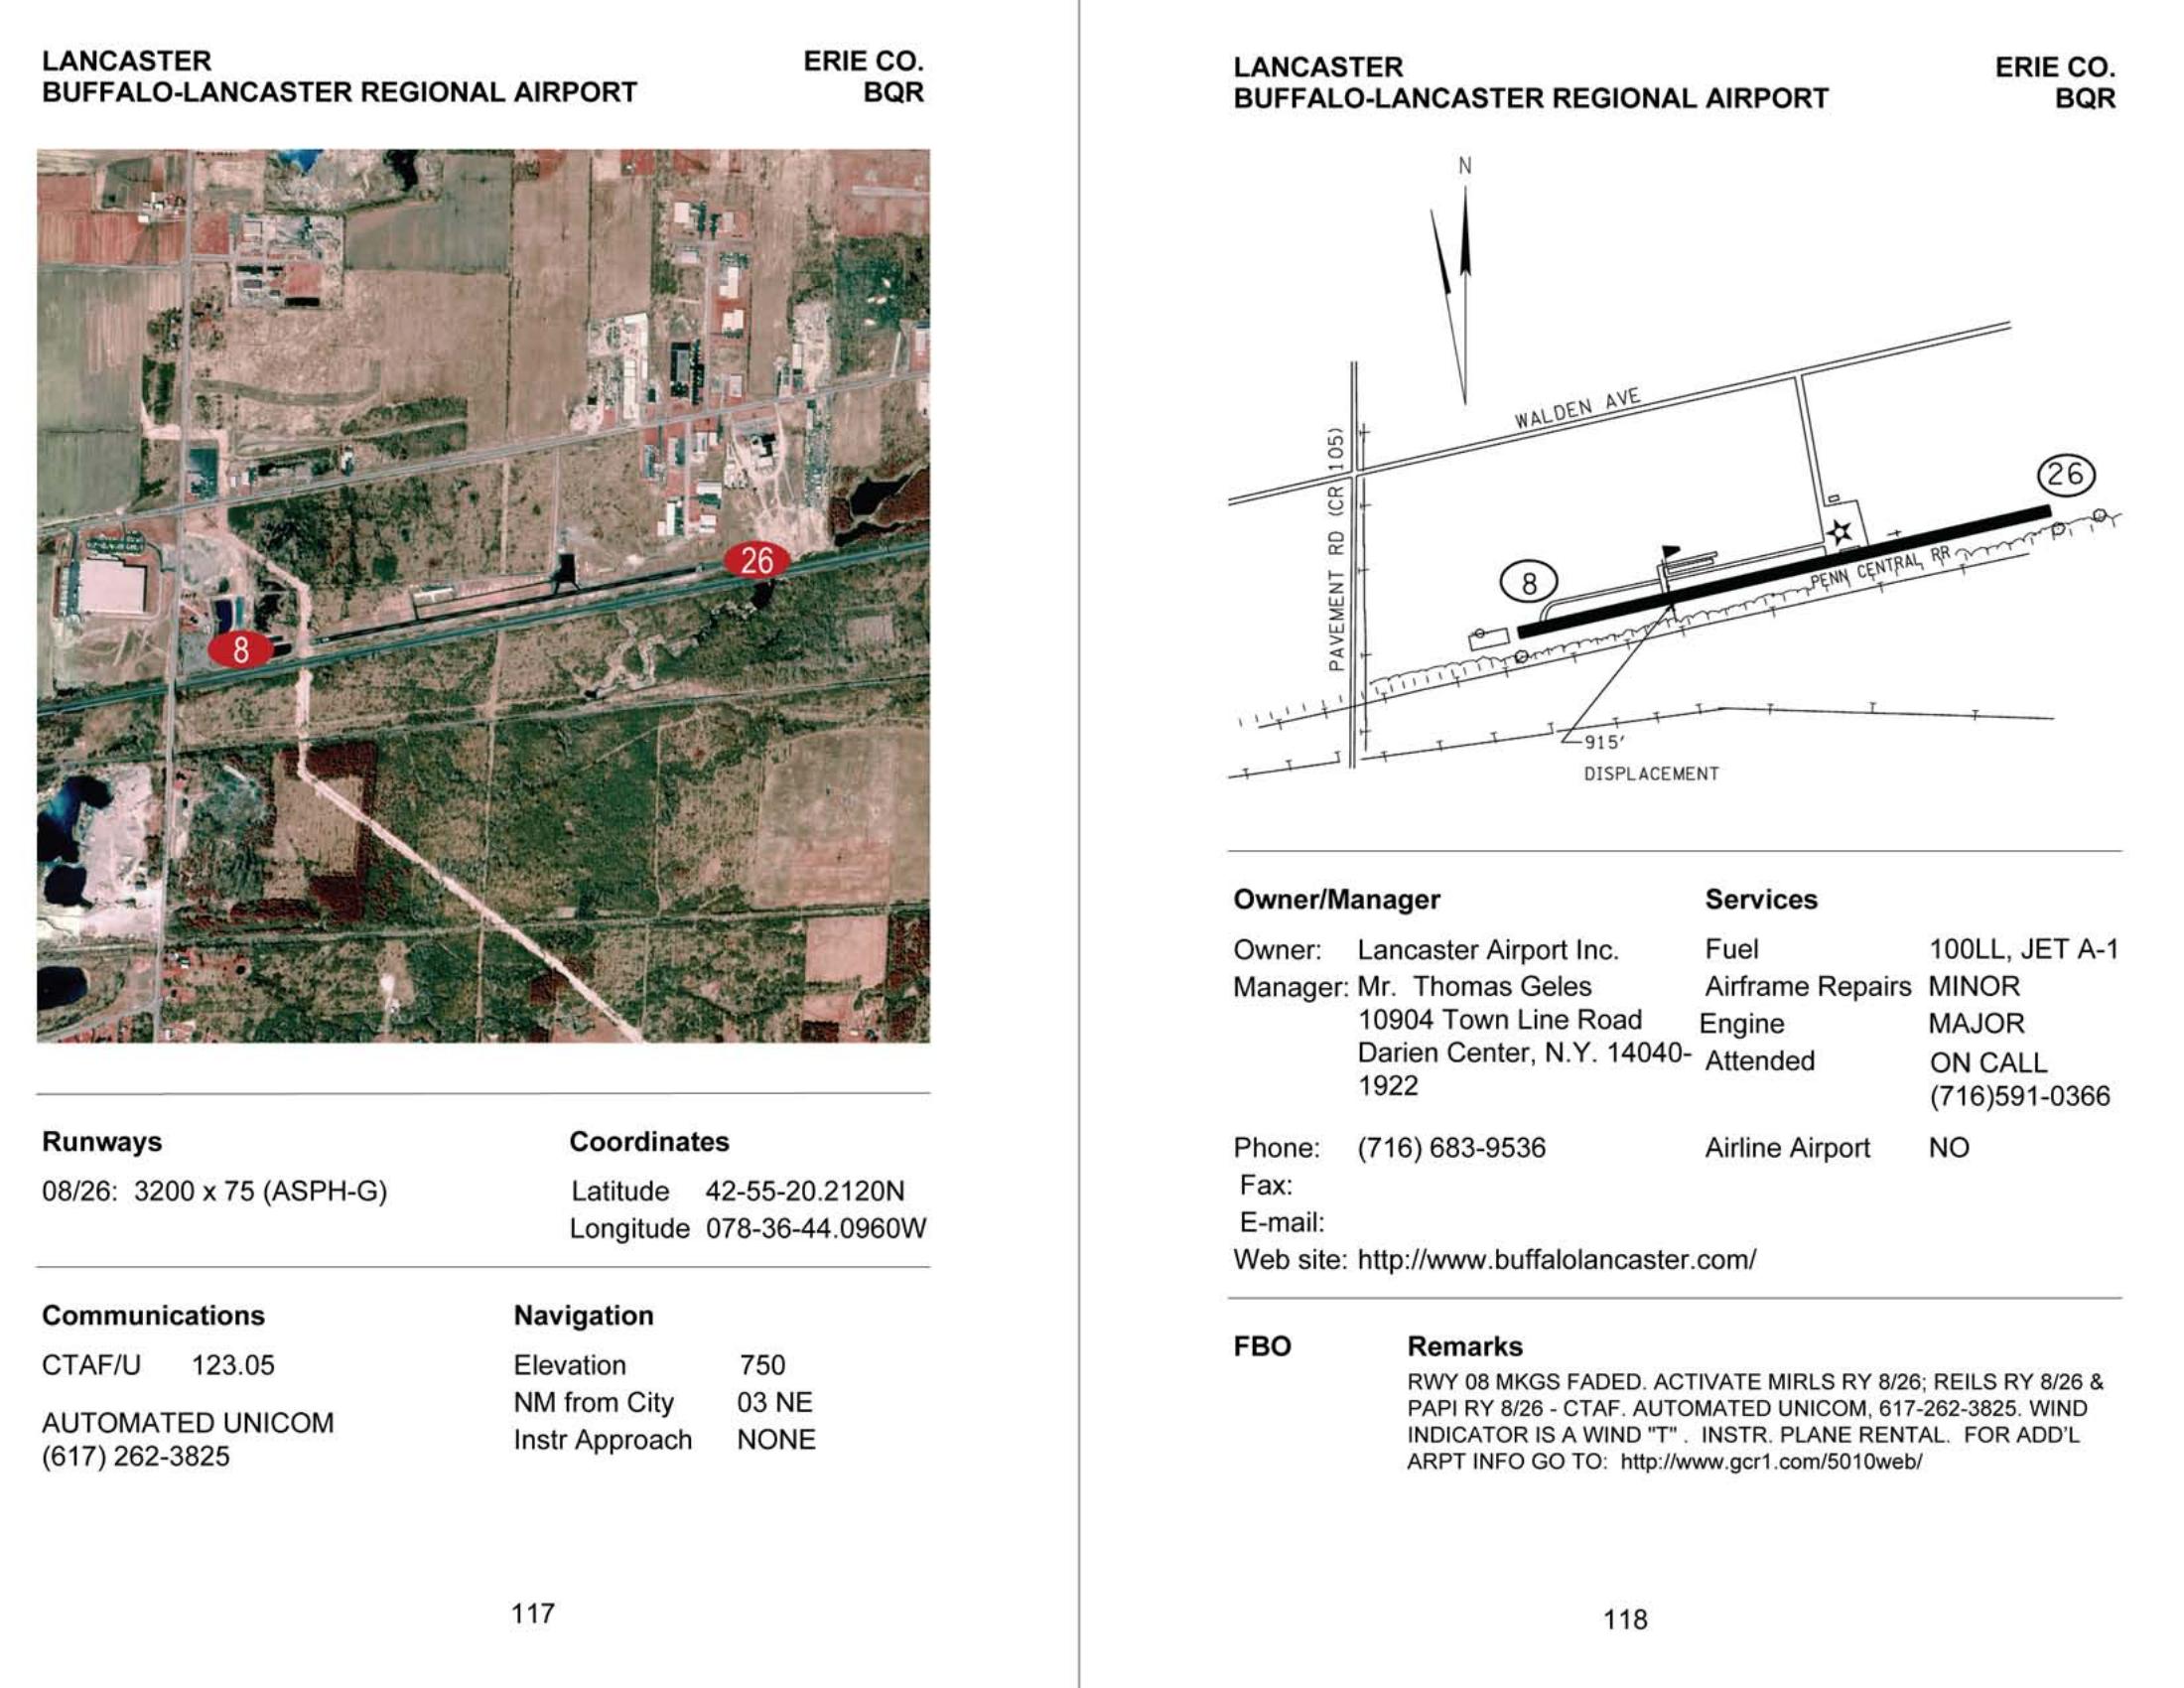 LANCASTER ERIE CO.
BUFFALO-LANCASTER REGIONAL AIRPORT BQR
26
8
Runways
08/26: 3200 x 75 (ASPH-G)
Coordinates
Latitude 42-55-20.2120N
Longitude 078-36-44.0960W
Communications
CTAF/U 123.05
AUTOMATED UNICOM
(617) 262-3825
Navigation
Elevation 750
NM from City 03 NE
Instr Approach NONE
117
LANCASTER ERIE CO.
BUFFALO-LANCASTER REGIONAL AIRPORT BQR
N
WALDEN AVE
PAVEMENT RD (CR 105)
26
8
PENN CENTRAL RR
915'
DISPLACEMENT
Owner/Manager
Owner: Lancaster Airport Inc.
Manager: Mr. Thomas Geles
10904 Town Line Road
Darien Center, N.Y. 14040-
1922
Phone: (716) 683-9536
Fax:
E-mail:
Web site: http://www.buffalolancaster.com/
Services
Fuel 100LL, JET A-1
Airframe Repairs MINOR
Engine MAJOR
Attended ON CALL
(716)591-0366
Airline Airport NO
FBO
Remarks
RWY 08 MKGS FADED. ACTIVATE MIRLS RY 8/26; REILS RY 8/26 &
PAPI RY 8/26 - CTAF. AUTOMATED UNICOM, 617-262-3825. WIND
INDICATOR IS A WIND "T" . INSTR. PLANE RENTAL. FOR ADD'L
ARPT INFO GO TO: http://www.gcr1.com/5010web/
118